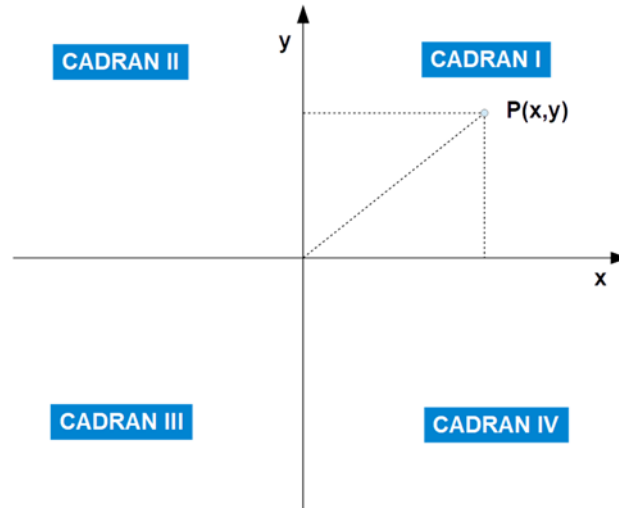 y
CADRAN II
CADRAN I
P(x,y)
x
CADRAN III
CADRAN IV